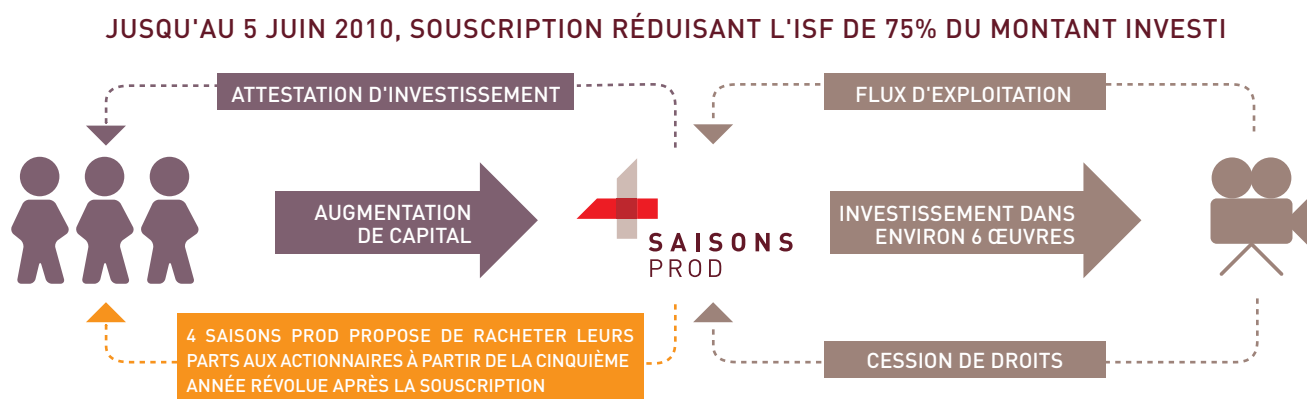 JUSQU'AU 5 JUIN 2010, SOUSCRIPTION RÉDUISANT L'ISF DE 75% DU MONTANT INVESTI
ATTESTATION D'INVESTISSEMENT
FLUX D'EXPLOITATION
AUGMENTATION
DE CAPITAL
SAISONS
PROD
INVESTISSEMENT DANS
ENVIRON 6 ŒUVRES
4 SAISONS PROD PROPOSE DE RACHETER LEURS
PARTS AUX ACTIONNAIRES À PARTIR DE LA CINQUIÈME
ANNÉE RÉVOLUE APRÈS LA SOUSCRIPTION
CESSION DE DROITS